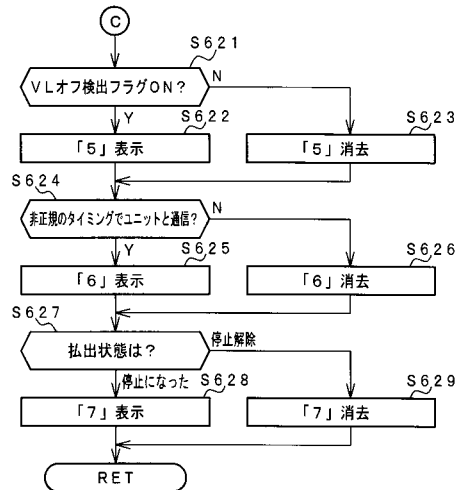 C
S621
VLオフ検出フラグON?
N
Y
S622
S623
「5」表示
「5」消去
S624
非正規のタイミングでユニットと通信?
N
Y
S625
S626
「6」表示
「6」消去
S627
払出状態は?
停止解除
停止になった
S628
S629
「7」表示
「7」消去
RET